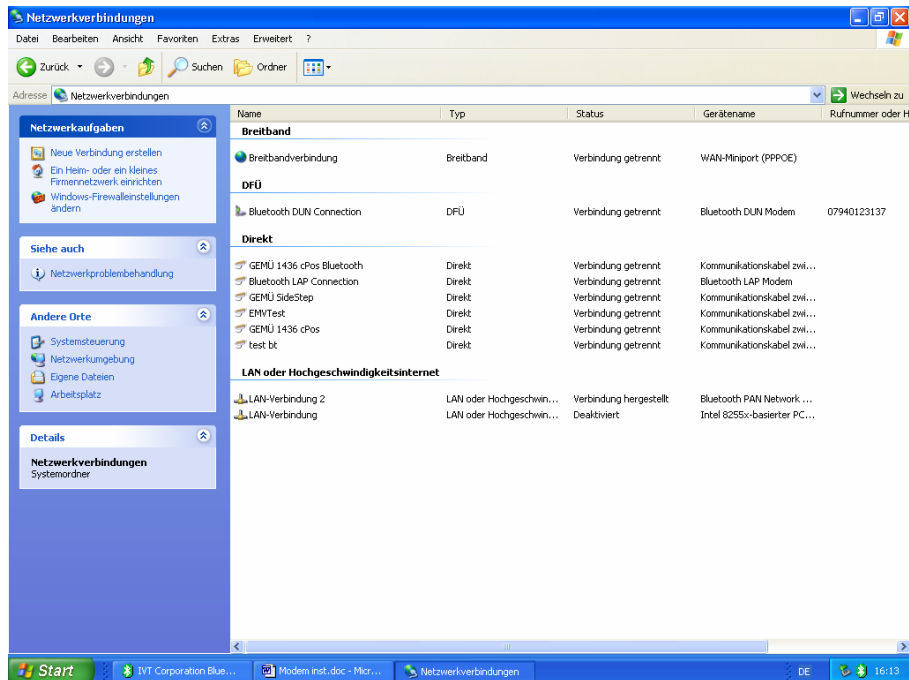 Netzwerkverbindungen
Datei Bearbeiten Ansicht Favoriten Extras Erweitert ?
Zurück Suchen Ordner
Adresse Netzwerkverbindungen Wechseln zu
Netzwerkaufgaben
Neue Verbindung erstellen
Ein Heim- oder ein kleines
Firmennetzwerk einrichten
Windows-Firewalleinstellungen
ändern
Siehe auch
Netzwerkproblembehandlung
Andere Orte
Systemsteuerung
Netzwerkumgebung
Eigene Dateien
Arbeitsplatz
Details
Netzwerkverbindungen
Systemordner
Name Typ Status Gerätename Rufnummer oder H
Breitband
Breitbandverbindung Breitband Verbindung getrennt WAN-Miniport (PPPOE)
DFÜ
Bluetooth DUN Connection DFÜ Verbindung getrennt Bluetooth DUN Modem 07940123137
Direkt
GEMÜ 1436 cPos Bluetooth Direkt Verbindung getrennt Kommunikationskabel zwi...
Bluetooth LAP Connection Direkt Verbindung getrennt Bluetooth LAP Modem
GEMÜ SideStep Direkt Verbindung getrennt Kommunikationskabel zwi...
EMVTest Direkt Verbindung getrennt Kommunikationskabel zwi...
GEMÜ 1436 cPos Direkt Verbindung getrennt Kommunikationskabel zwi...
test bt Direkt Verbindung getrennt Kommunikationskabel zwi...
LAN oder Hochgeschwindigkeitsinternet
LAN-Verbindung 2 LAN oder Hochgeschwin... Verbindung hergestellt Bluetooth PAN Network ...
LAN-Verbindung LAN oder Hochgeschwin... Deaktiviert Intel 8255x-basierter PC...
Start IVT Corporation Blue... Modem inst.doc - Micr... Netzwerkverbindungen DE 16:13